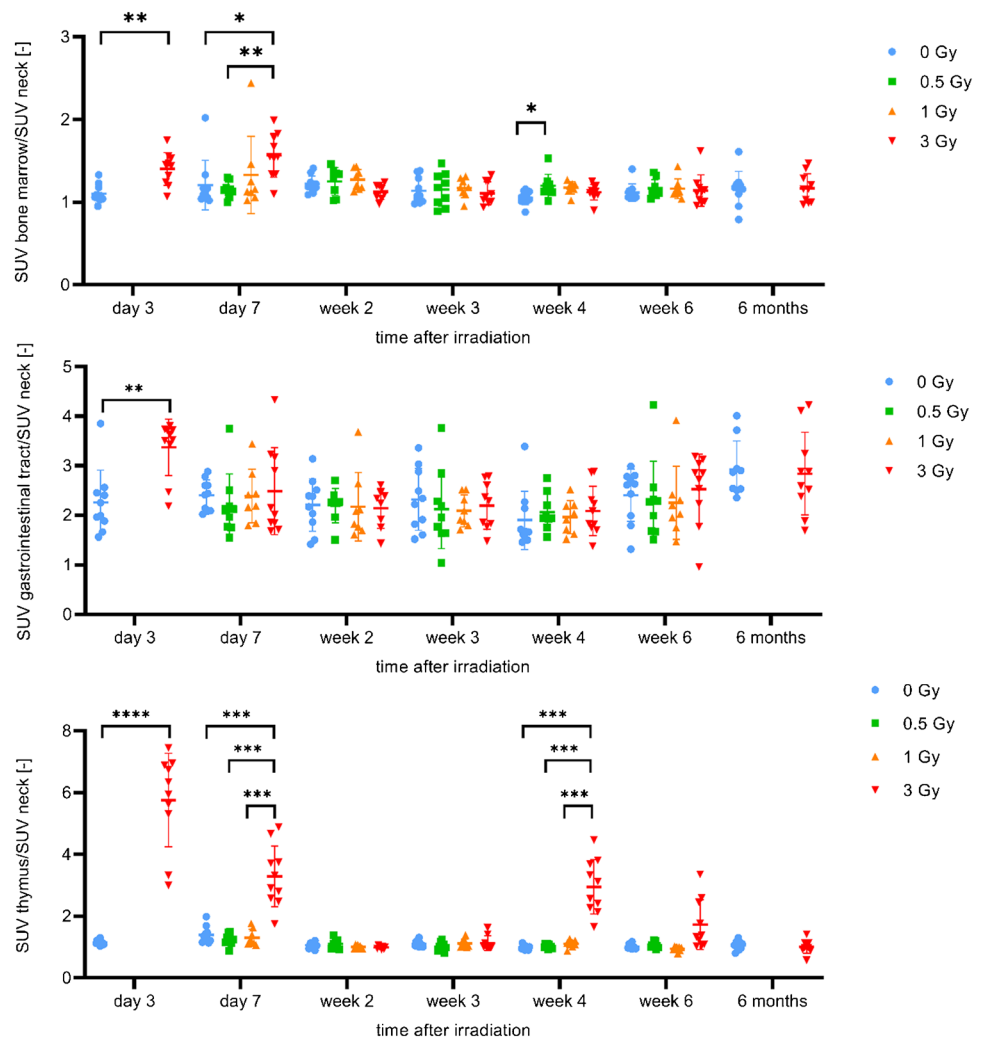 SUV bone marrow/SUV neck [-]
3
2
1
0
**
*
**
*
day 3 day 7 week 2 week 3 week 4 week 6 6 months
time after irradiation
0 Gy
0.5 Gy
1 Gy
3 Gy
SUV gastrointestinal tract/SUV neck [-]
5
4
3
2
1
0
**
day 3 day 7 week 2 week 3 week 4 week 6 6 months
time after irradiation
0 Gy
0.5 Gy
1 Gy
3 Gy
SUV thymus/SUV neck [-]
8
6
4
2
0
****
***
***
***
***
***
***
day 3 day 7 week 2 week 3 week 4 week 6 6 months
time after irradiation
0 Gy
0.5 Gy
1 Gy
3 Gy